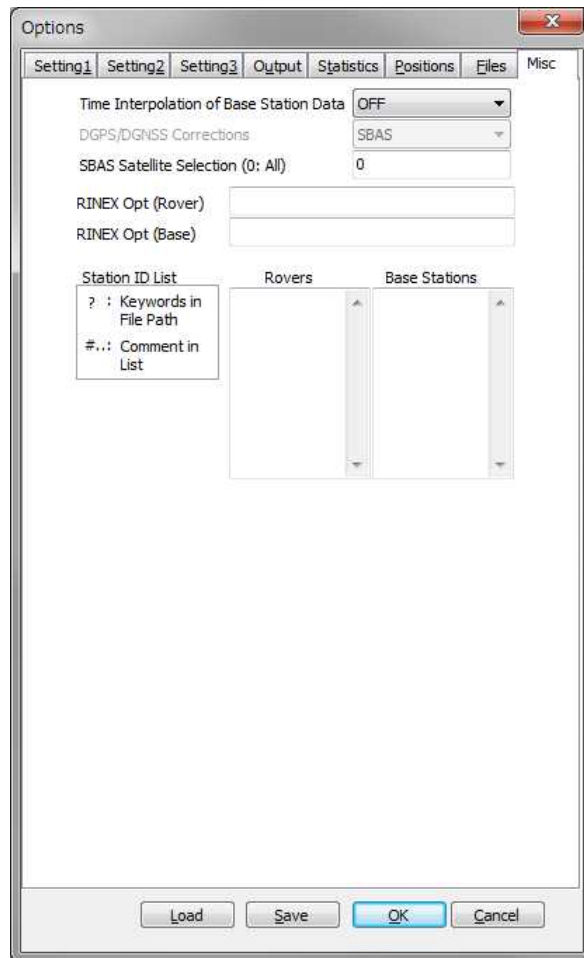 Options
Setting1 Setting2 Setting3 Output Statistics Positions Files Misc
Time Interpolation of Base Station Data OFF
DGPS/DGNSS Corrections SBAS
SBAS Satellite Selection (0: All) 0
RINEX Opt (Rover)
RINEX Opt (Base)
Station ID List Rovers Base Stations
? : Keywords in
File Path
#..: Comment in
List
Load Save OK Cancel